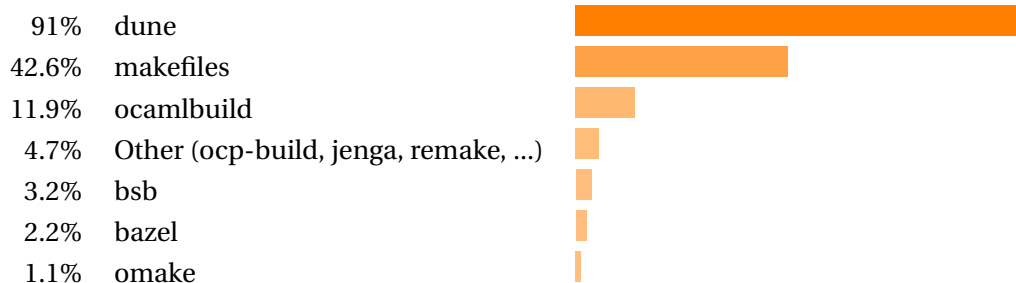 91% dune
42.6% makefiles
11.9% ocamlbuild
4.7% Other (ocp-build, jenga, remake, ...)
3.2% bsb
2.2% bazel
1.1% omake